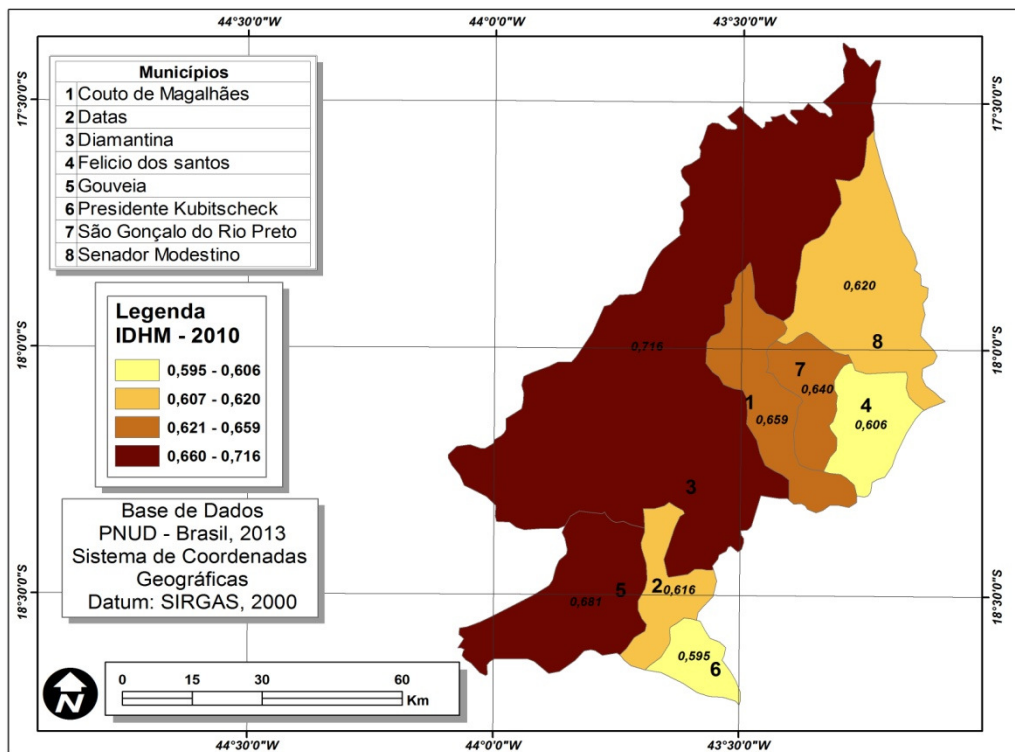 44°30'0"W
44°0'0"W
43°30'0"W
17°30'0"S
17°30'0"S
Municípios
1 Couto de Magalhães
2 Datas
3 Diamantina
4 Felicio dos santos
5 Gouveia
6 Presidente Kubitscheck
7 São Gonçalo do Rio Preto
8 Senador Modestino
Legenda
IDHM - 2010
0,595 - 0,606
0,607 - 0,620
0,621 - 0,659
0,660 - 0,716
0,620
8
18°0'0"S
0,716
18°0'0"S
7
0,640
1
0,659
4
0,606
3
Base de Dados
PNUD - Brasil, 2013
Sistema de Coordenadas
Geográficas
Datum: SIRGAS, 2000
18°30'0"S
5
0,681
2
0,616
18°30'0"S
0,595
6
N
0 15 30 60
Km
44°30'0"W
44°0'0"W
43°30'0"W